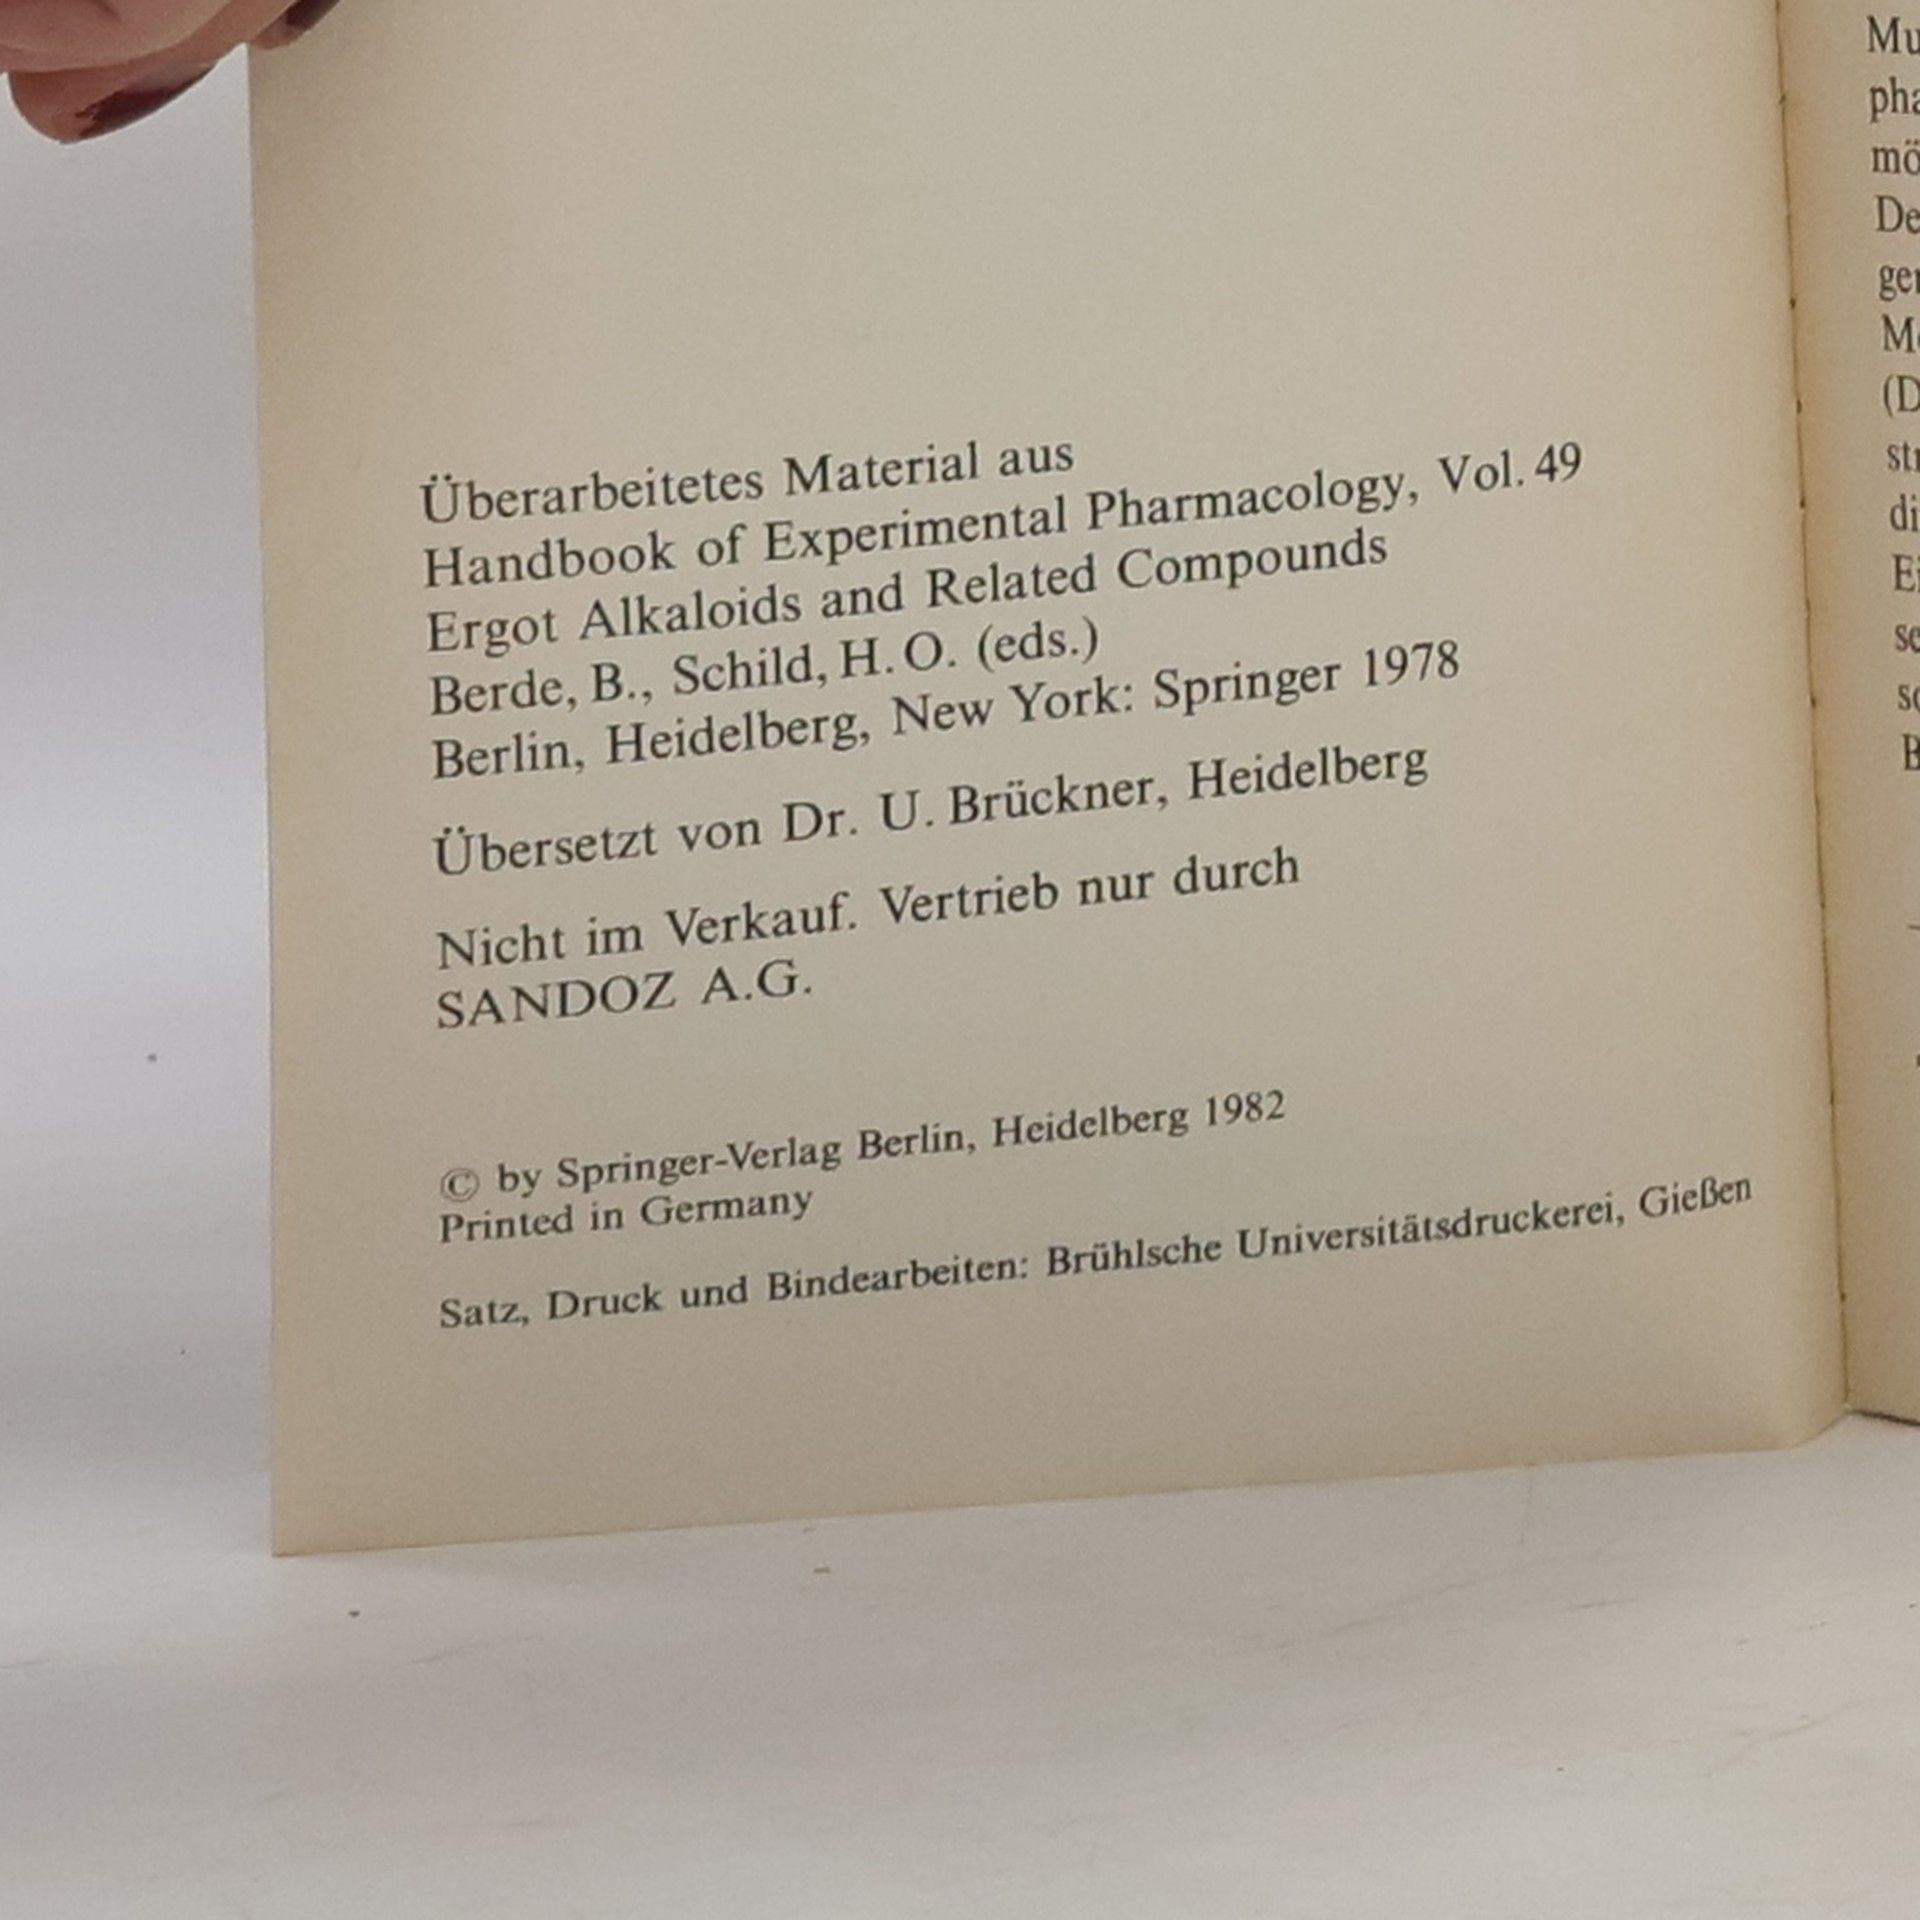 Überarbeitetes Material aus
Handbook of Experimental Pharmacology, Vol. 49
Ergot Alkaloids and Related Compounds
Berde, B., Schild, H. O. (eds.)
Berlin, Heidelberg, New York: Springer 1978
Übersetzt von Dr. U. Brückner, Heidelberg
Nicht im Verkauf. Vertrieb nur durch
SANDOZ A.G.
© by Springer-Verlag Berlin, Heidelberg 1982
Printed in Germany
Satz, Druck und Bindearbeiten: Brühlsche Universitätsdruckerei, Gießen